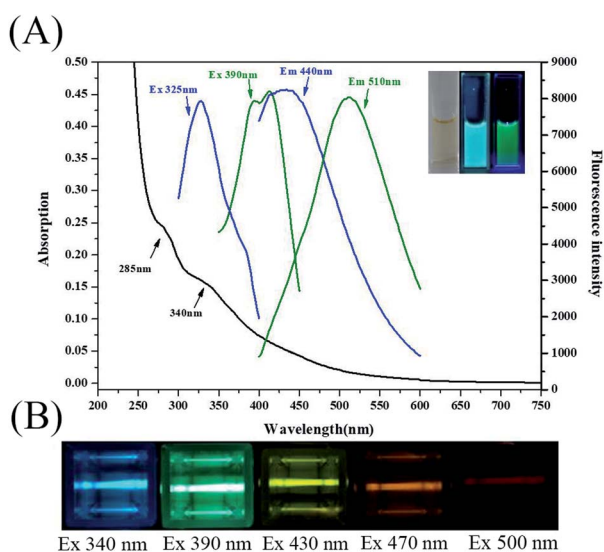 (A)
0.50
0.45
0.40
0.35
0.30
0.25
0.20
0.15
0.10
0.05
0.00
Absorption
Ex 325nm
Ex 390nm
Em 440nm
Em 510nm
285nm
340nm
9000
8000
7000
6000
5000
4000
3000
2000
1000
0
Fluorescence intensity
200 250 300 350 400 450 500 550 600 650 700 750
Wavelength(nm)
(B)
Ex 340 nm Ex 390 nm Ex 430 nm Ex 470 nm Ex 500 nm